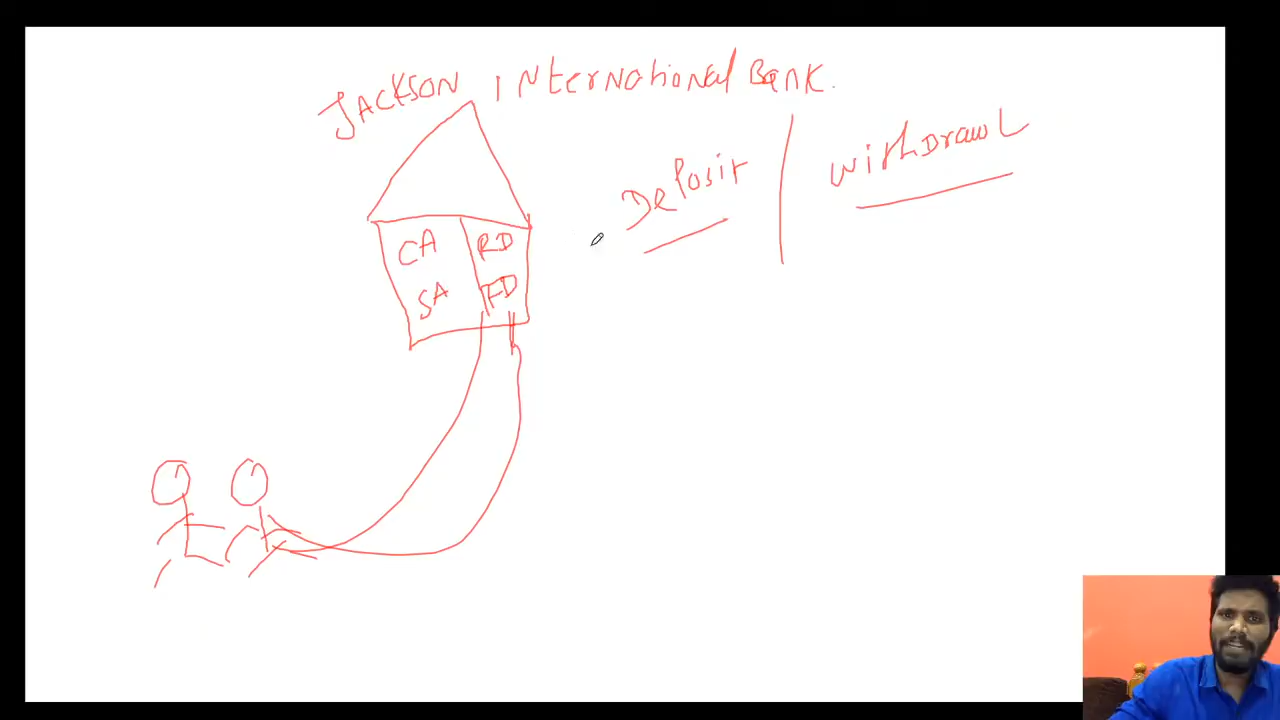 JACKSON INTERNATIONAL BANK.
Deposit
withDrawl
CA RD
SA FD